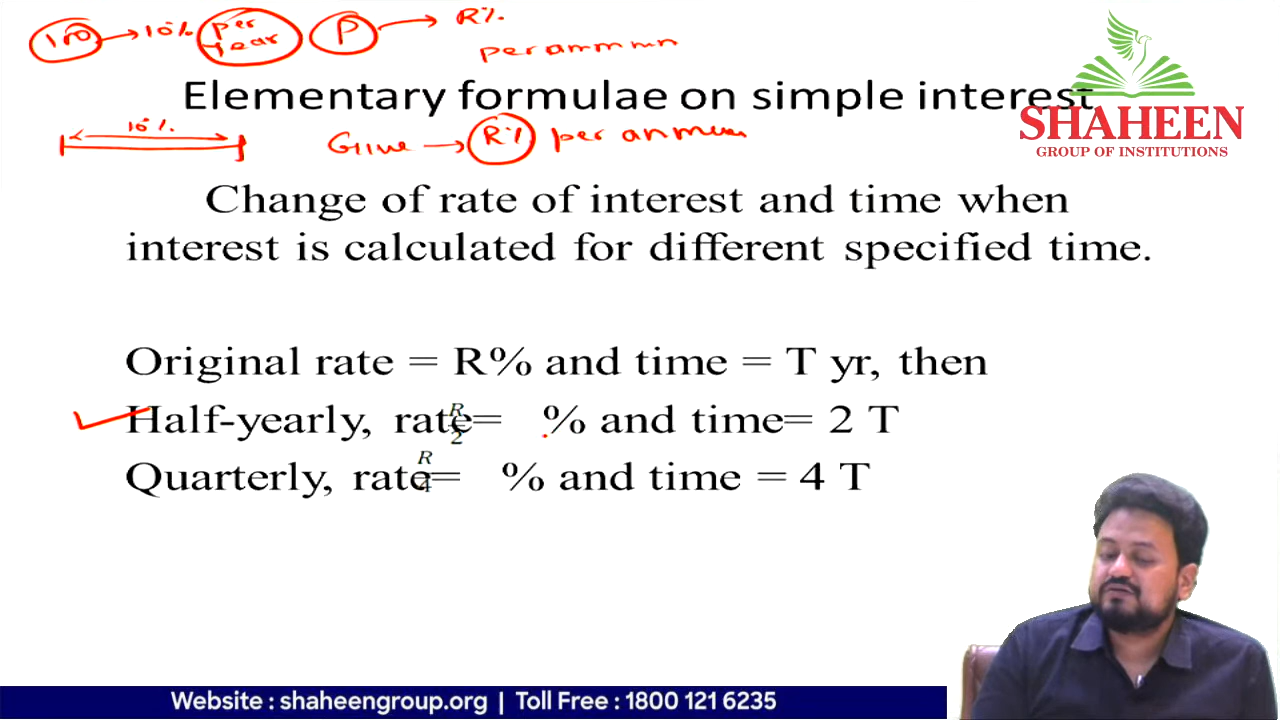 100 → 10% per year P → R% per annum
Elementary formulae on simple interest
SHAHEEN
GROUP OF INSTITUTIONS
10%
Give → R% per annum
Change of rate of interest and time when
interest is calculated for different specified time.
Original rate = R% and time = T yr, then
Half-yearly, rate= R/2 % and time= 2 T
Quarterly, rate= R/4 % and time = 4 T
Website : shaheengroup.org | Toll Free : 1800 121 6235